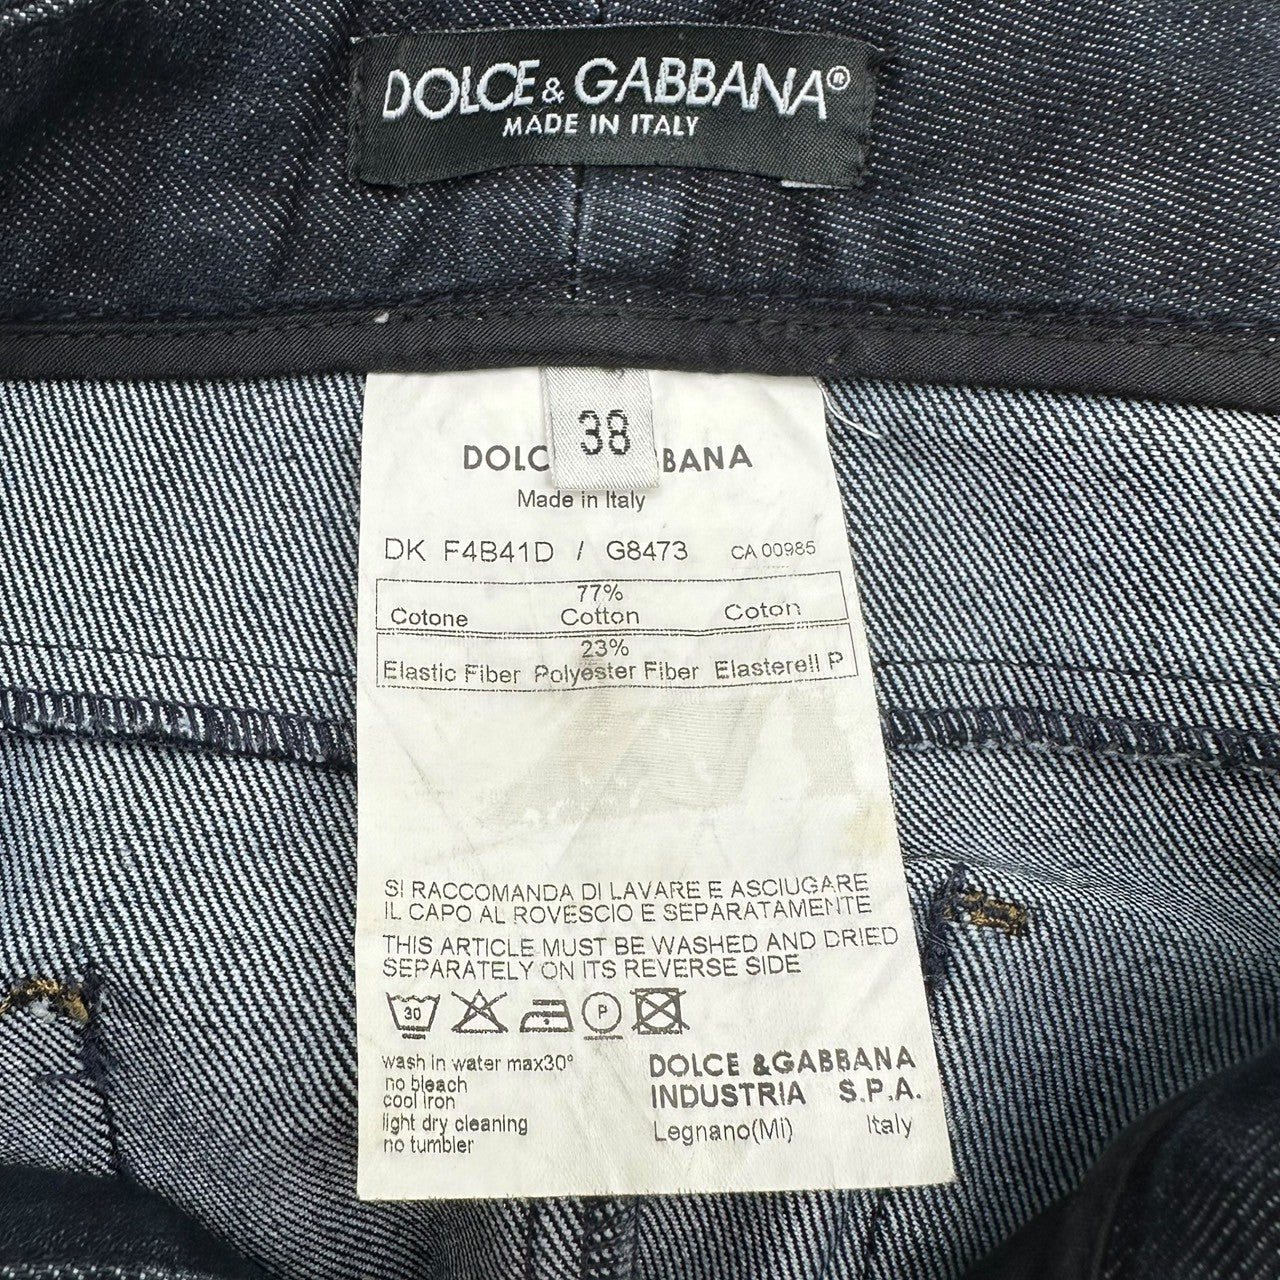 DOLCE & GABBANA®
MADE IN ITALY
38
DOLC BANA
Made in Italy
DK F4B41D / G8473 CA 00985
77%
Cotone Cotton Coton
23%
Elastic Fiber Polyester Fiber Elasterell P
SI RACCOMANDA DI LAVARE E ASCIUGARE
IL CAPO AL ROVESCIO E SEPARATAMENTE
THIS ARTICLE MUST BE WASHED AND DRIED
SEPARATELY ON ITS REVERSE SIDE
30 P
wash in water max30°
no bleach
cool iron
light dry cleaning
no tumbler
DOLCE &GABBANA
INDUSTRIA S.P.A.
Legnano(Mi) Italy